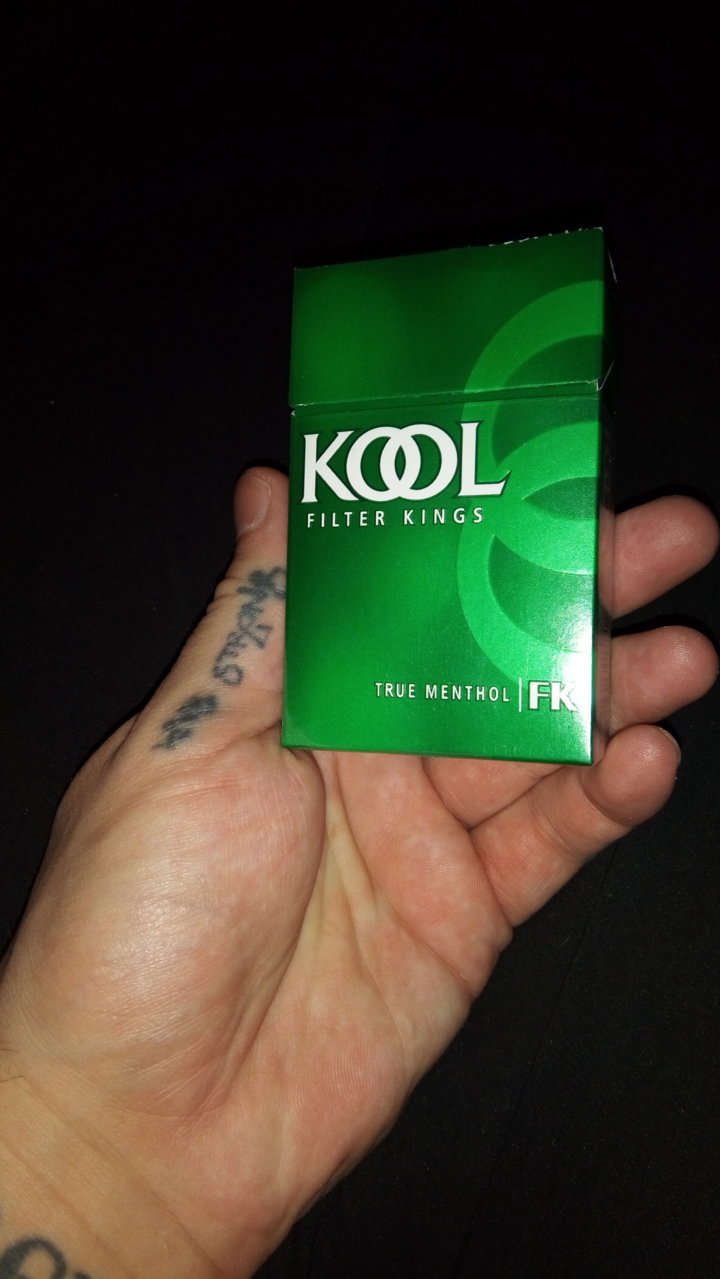 KOOL
FILTER KINGS
TRUE MENTHOL | FK